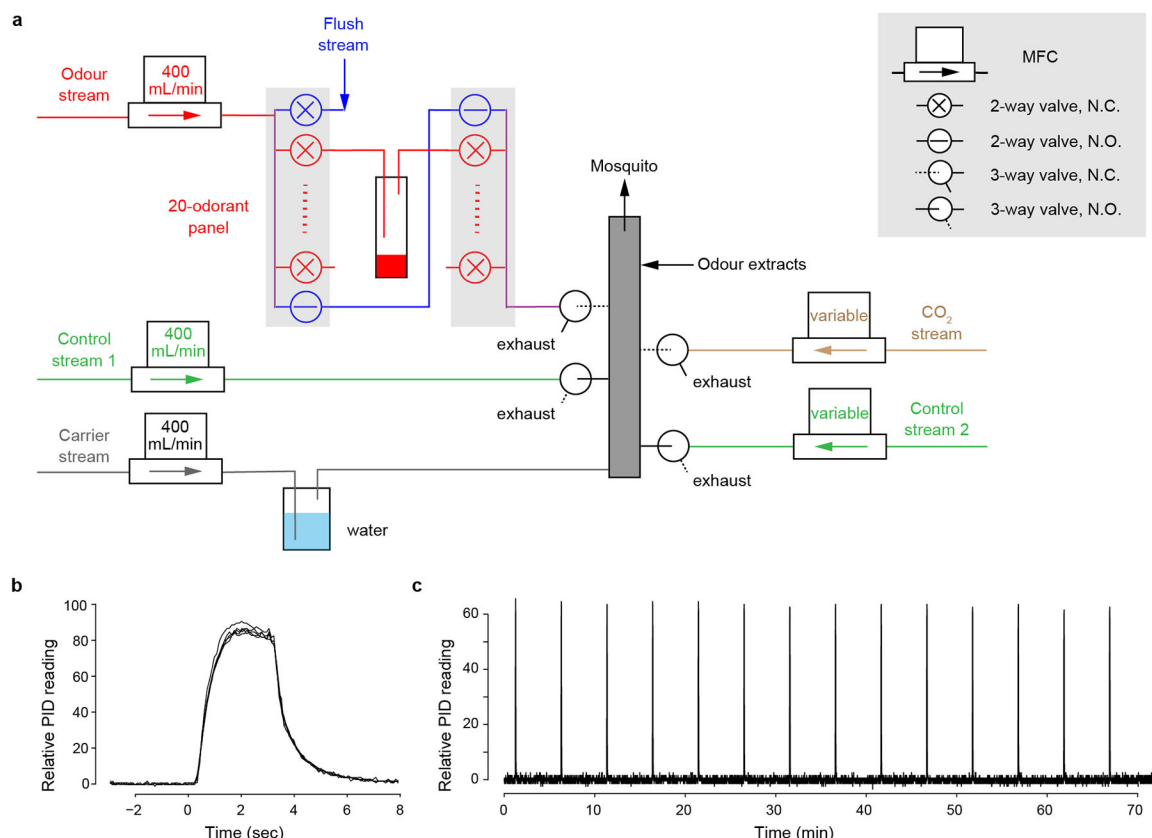 a
Odour
stream
400
mL/min
Flush
stream
20-odorant
panel
Mosquito
Odour extracts
exhaust
Control
stream 1
400
mL/min
exhaust
Carrier
stream
400
mL/min
water
variable
CO2
stream
exhaust
variable
Control
stream 2
exhaust
MFC
2-way valve, N.C.
2-way valve, N.O.
3-way valve, N.C.
3-way valve, N.O.
b
Relative PID reading
100
80
60
40
20
0
−2 0 2 4 6 8
Time (sec)
c
Relative PID reading
60
40
20
0
0 10 20 30 40 50 60 70
Time (min)